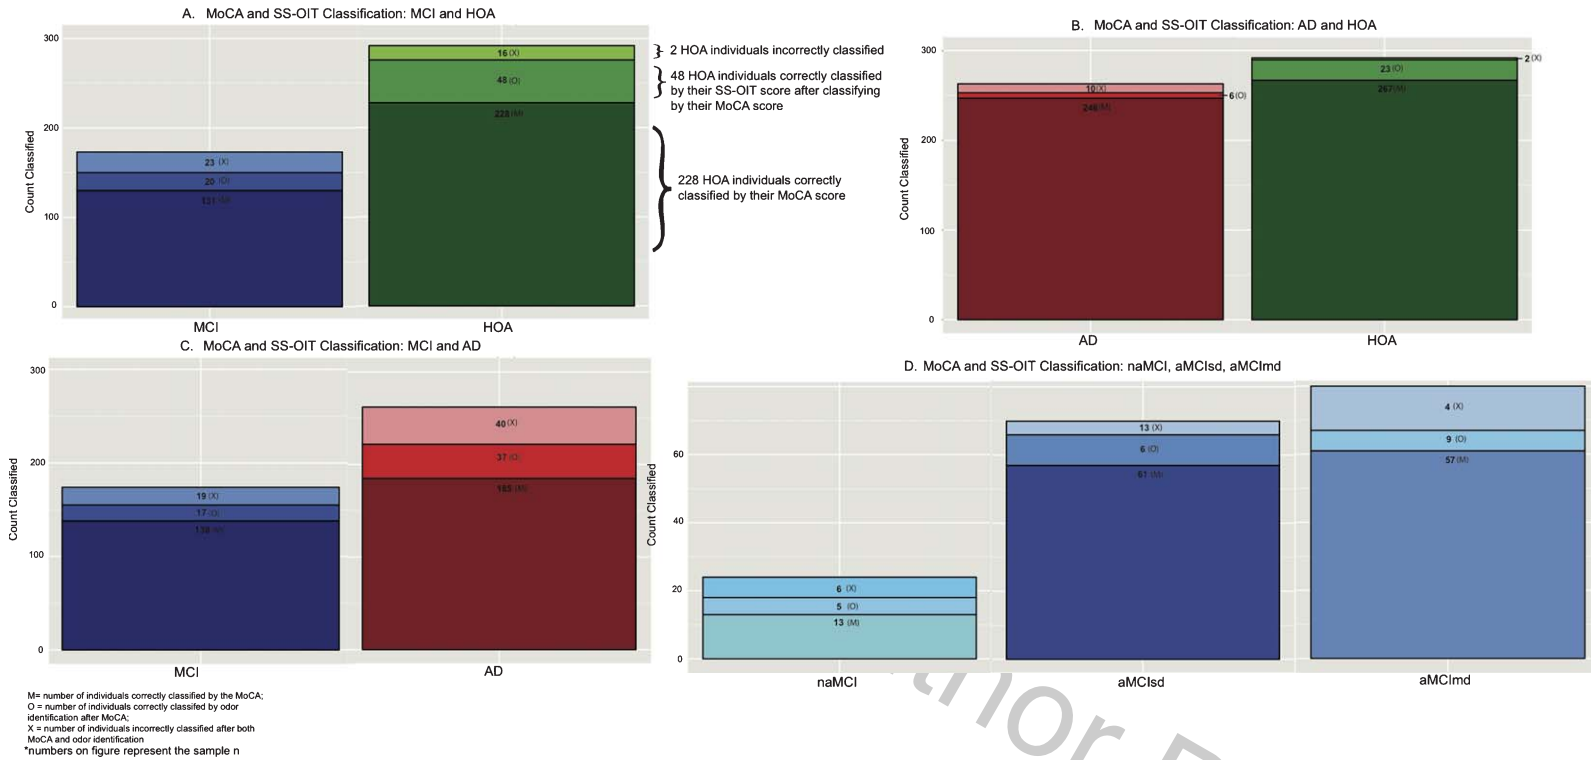 A. MoCA and SS-OIT Classification: MCI and HOA
Count Classified
300
200
100
0
23 (X)
20 (O)
131 (M)
16 (X)
48 (O)
228 (M)
MCI
HOA
2 HOA individuals incorrectly classified
48 HOA individuals correctly classified
by their SS-OIT score after classifying
by their MoCA score
228 HOA individuals correctly
classified by their MoCA score
B. MoCA and SS-OIT Classification: AD and HOA
Count Classified
300
200
100
0
10(X)
6(O)
246(M)
2(X)
23(O)
267(M)
AD
HOA
C. MoCA and SS-OIT Classification: MCI and AD
Count Classified
300
200
100
0
19 (X)
17 (O)
138 (M)
40 (X)
37 (O)
185 (M)
MCI
AD
D. MoCA and SS-OIT Classification: naMCI, aMCIsd, aMCImd
Count Classified
60
40
20
0
6 (X)
5 (O)
13 (M)
13 (X)
6 (O)
61 (M)
4 (X)
9 (O)
57 (M)
naMCI
aMCIsd
aMCImd
M= number of individuals correctly classified by the MoCA;
O = number of individuals correctly classifed by odor
identification after MoCA;
X = number of individuals incorrectly classified after both
MoCA and odor identification
*numbers on figure represent the sample n